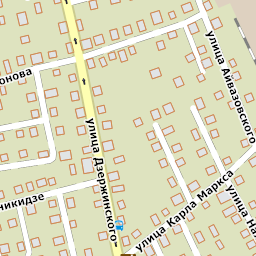 улица Айвазовского
онова
улица Дзержинского
никидзе
улица Карла Маркса
улица На